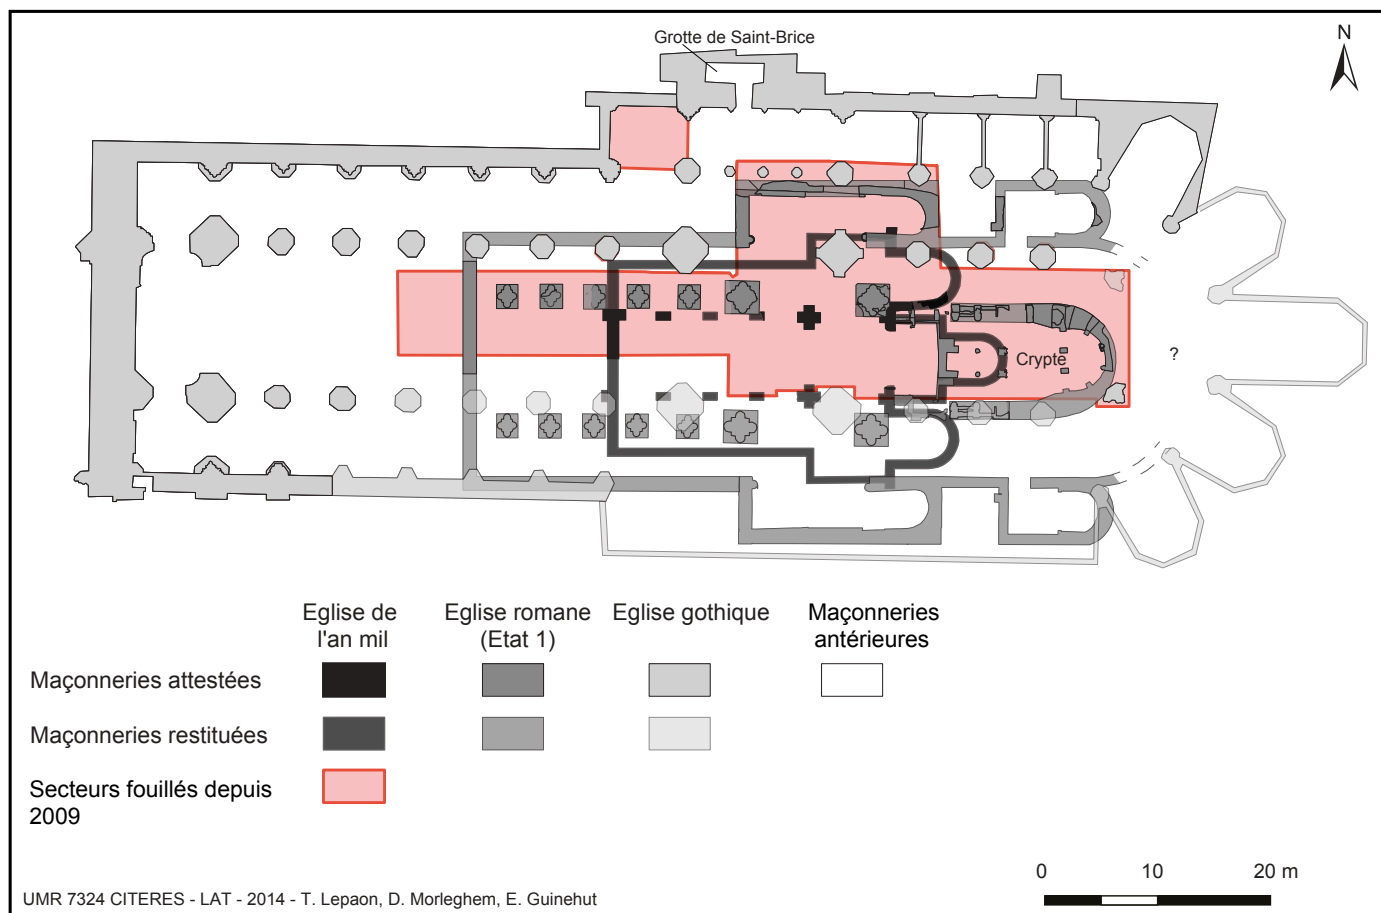 Grotte de Saint-Brice
N
Crypte
?
Eglise de
l'an mil
Eglise romane
(Etat 1)
Eglise gothique
Maçonneries
antérieures
Maçonneries attestées
Maçonneries restituées
Secteurs fouillés depuis
2009
0 10 20 m
UMR 7324 CITERES - LAT - 2014 - T. Lepaon, D. Morleghem, E. Guinehut